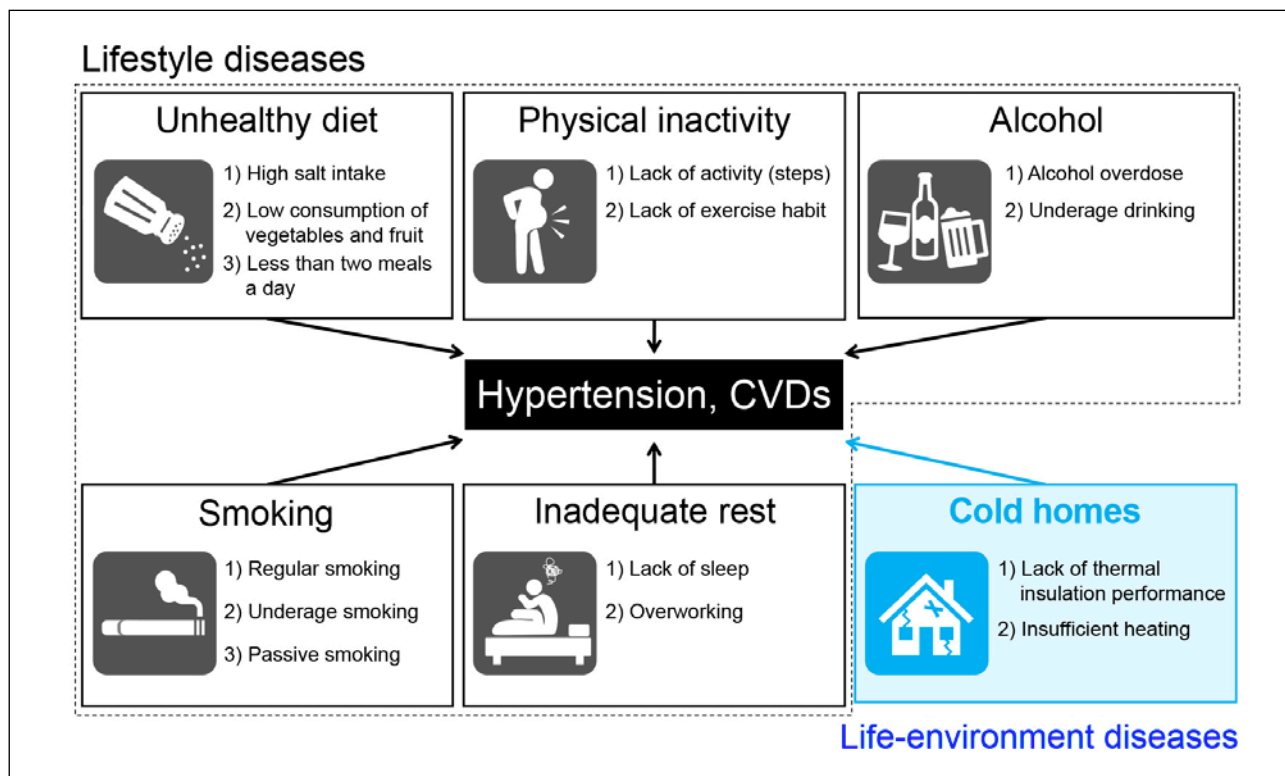 Lifestyle diseases
Unhealthy diet
1) High salt intake
2) Low consumption of
vegetables and fruit
3) Less than two meals
a day
Physical inactivity
1) Lack of activity (steps)
2) Lack of exercise habit
Alcohol
1) Alcohol overdose
2) Underage drinking
Hypertension, CVDs
Smoking
1) Regular smoking
2) Underage smoking
3) Passive smoking
Inadequate rest
1) Lack of sleep
2) Overworking
Cold homes
1) Lack of thermal
insulation performance
2) Insufficient heating
Life-environment diseases